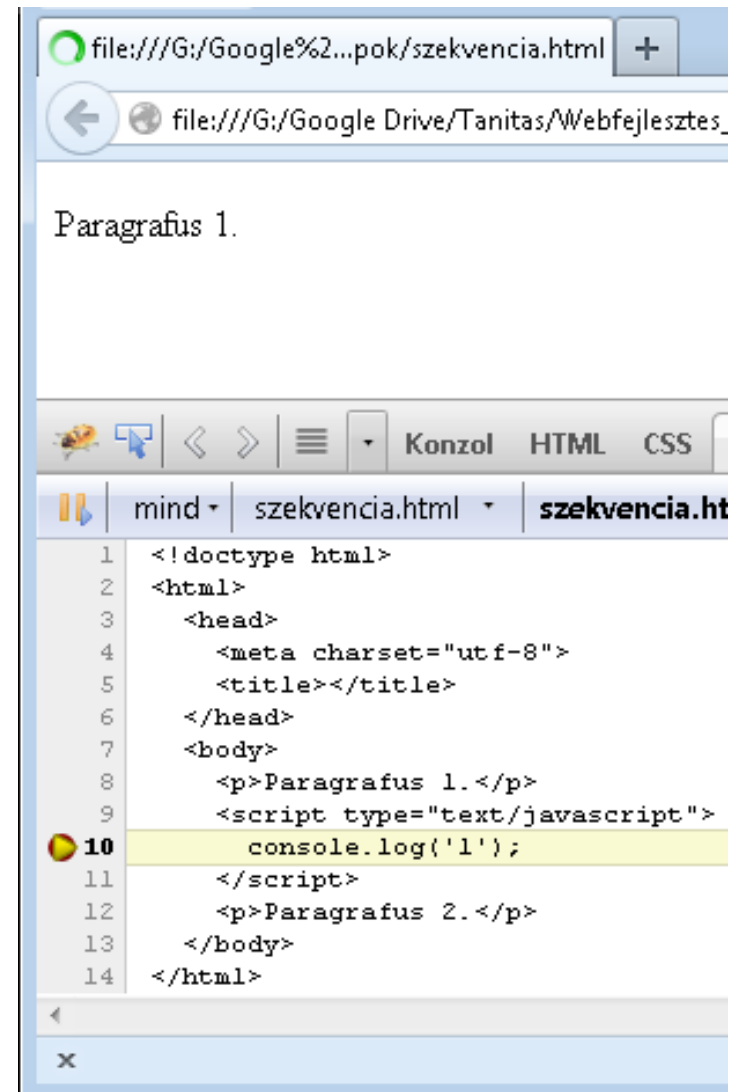 file:///G:/Google%2...pok/szekvencia.html +
file:///G:/Google Drive/Tanitas/Webfejlesztes_
Paragrafus 1.
Konzol HTML CSS
mind szekvencia.html szekvencia.ht
1 <!doctype html>
2 <html>
3 <head>
4 <meta charset="utf-8">
5 <title></title>
6 </head>
7 <body>
8 <p>Paragrafus 1.</p>
9 <script type="text/javascript">
10 console.log('1');
11 </script>
12 <p>Paragrafus 2.</p>
13 </body>
14 </html>
x